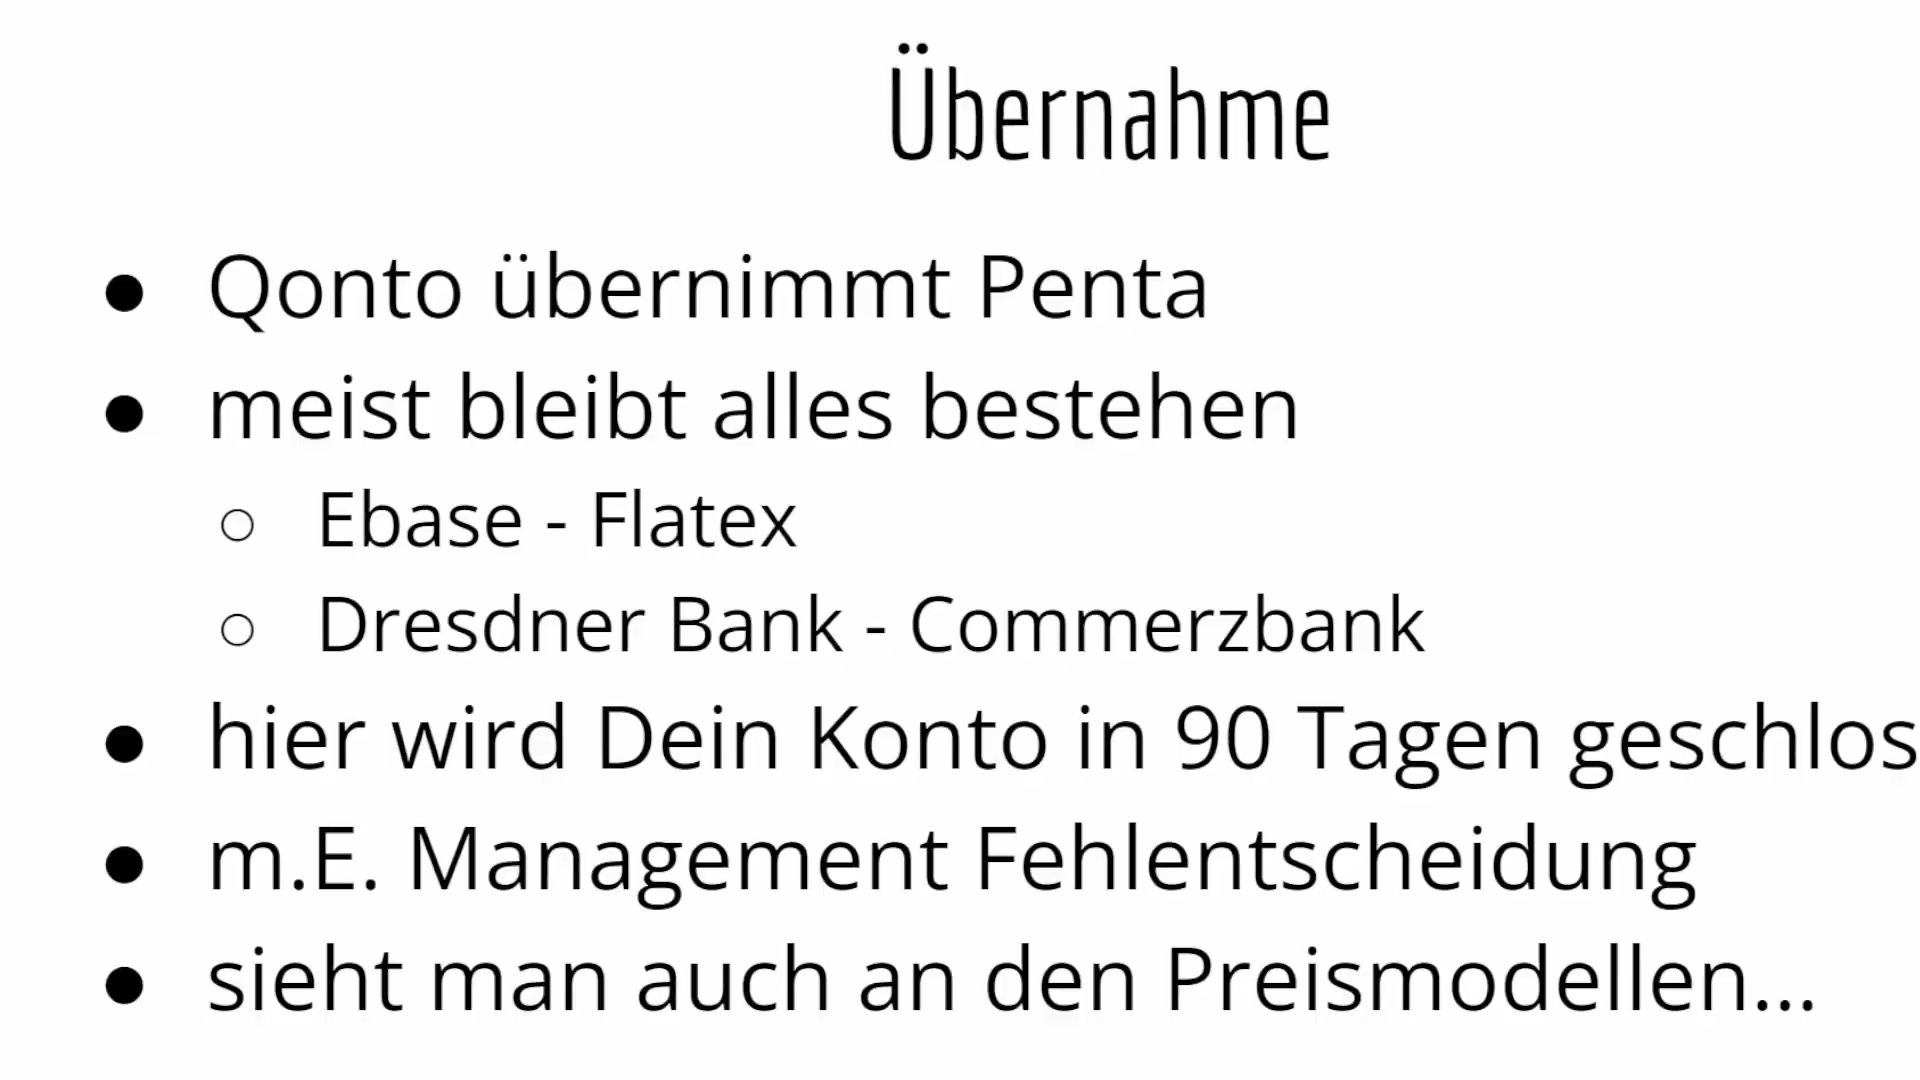 Übernahme
● Qonto übernimmt Penta
● meist bleibt alles bestehen
○ Ebase - Flatex
○ Dresdner Bank - Commerzbank
● hier wird Dein Konto in 90 Tagen geschlos
● m.E. Management Fehlentscheidung
● sieht man auch an den Preismodellen...